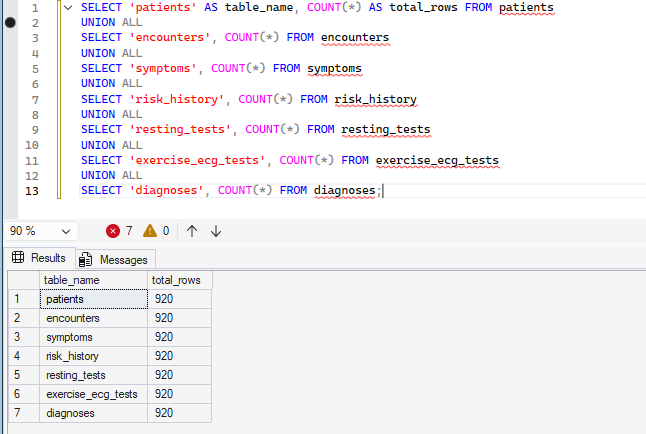 1 SELECT 'patients' AS table_name, COUNT(*) AS total_rows FROM patients
2 UNION ALL
3 SELECT 'encounters', COUNT(*) FROM encounters
4 UNION ALL
5 SELECT 'symptoms', COUNT(*) FROM symptoms
6 UNION ALL
7 SELECT 'risk_history', COUNT(*) FROM risk_history
8 UNION ALL
9 SELECT 'resting_tests', COUNT(*) FROM resting_tests
10 UNION ALL
11 SELECT 'exercise_ecg_tests', COUNT(*) FROM exercise_ecg_tests
12 UNION ALL
13 SELECT 'diagnoses', COUNT(*) FROM diagnoses;
90 % 7 0
Results Messages
table_name total_rows
1 patients 920
2 encounters 920
3 symptoms 920
4 risk_history 920
5 resting_tests 920
6 exercise_ecg_tests 920
7 diagnoses 920